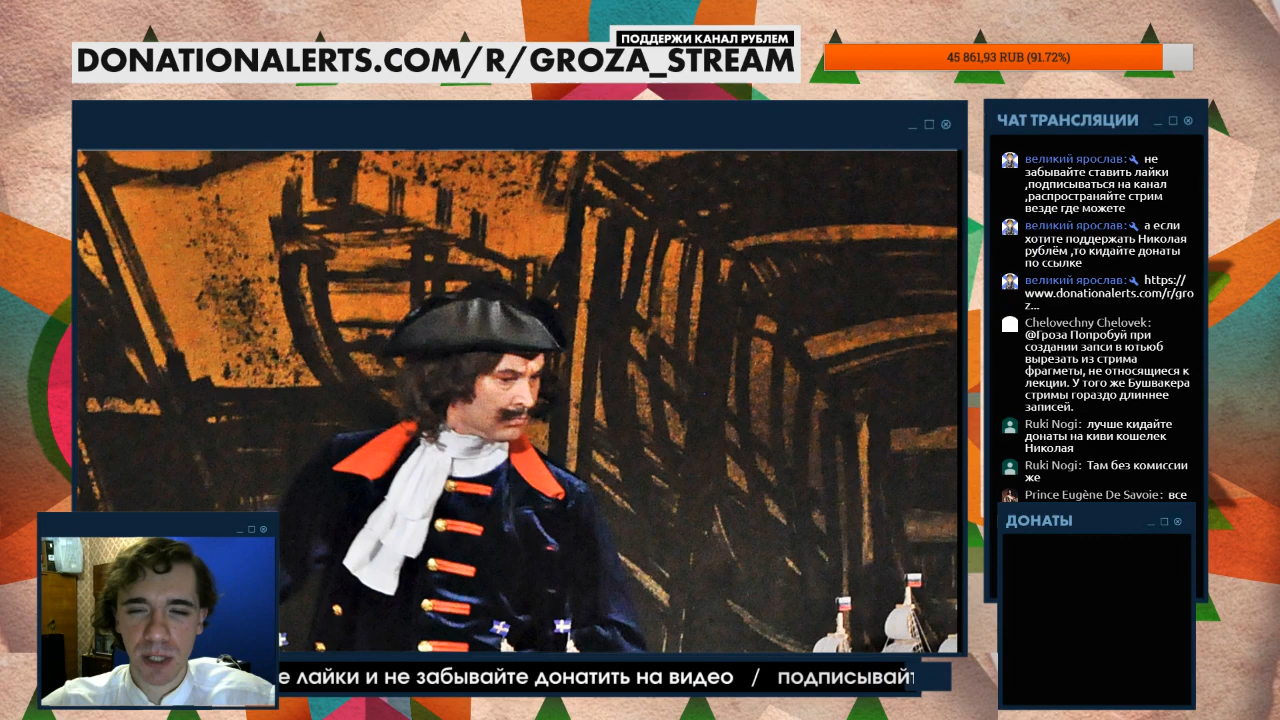 ПОДДЕРЖИ КАНАЛ РУБЛЕМ
DONATIONALERTS.COM/R/GROZA_STREAM
45 861,93 RUB (91.72%)
ЧАТ ТРАНСЛЯЦИИ
великий ярослав: не
забывайте ставить лайки
,подписываться на канал
,распространяйте стрим
везде где можете
великий ярослав: а если
хотите поддержать Николая
рублём ,то кидайте донаты
по ссылке
великий ярослав: https://
www.donationalerts.com/r/gro
z...
Chelovechny Chelovek:
@Гроза Попробуй при
создании запси в ютьюб
вырезать из стрима
фрагметы, не относящиеся к
лекции. У того же Бушвакера
стримы гораздо длиннее
записей.
Ruki Nogi: лучше кидайте
донаты на киви кошелек
Николая
Ruki Nogi: Там без комиссии
же
Prince Eugène De Savoie: все
ДОНАТЫ
е лайки и не забывайте донатить на видео / подписывайт